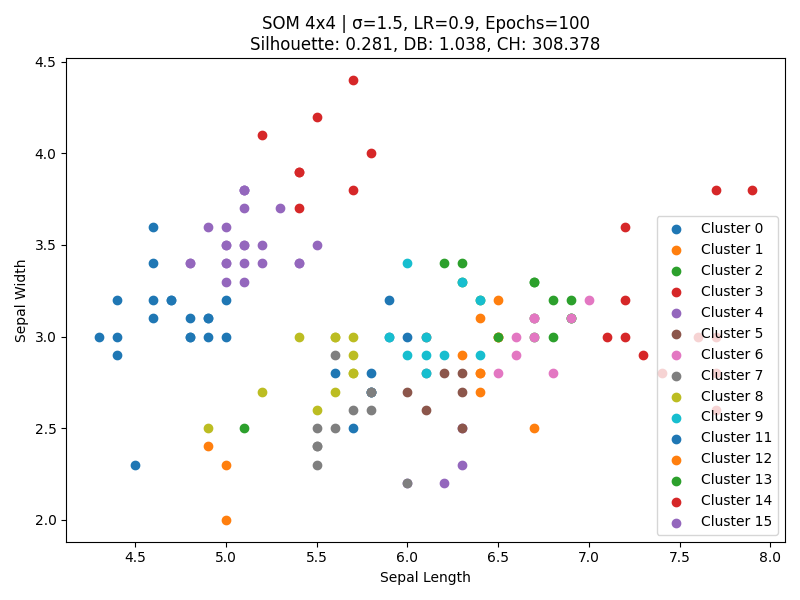 SOM 4x4 | σ=1.5, LR=0.9, Epochs=100
Silhouette: 0.281, DB: 1.038, CH: 308.378
Sepal Width
4.5
4.0
3.5
3.0
2.5
2.0
Cluster 0
Cluster 1
Cluster 2
Cluster 3
Cluster 4
Cluster 5
Cluster 6
Cluster 7
Cluster 8
Cluster 9
Cluster 11
Cluster 12
Cluster 13
Cluster 14
Cluster 15
4.5 5.0 5.5 6.0 6.5 7.0 7.5 8.0
Sepal Length